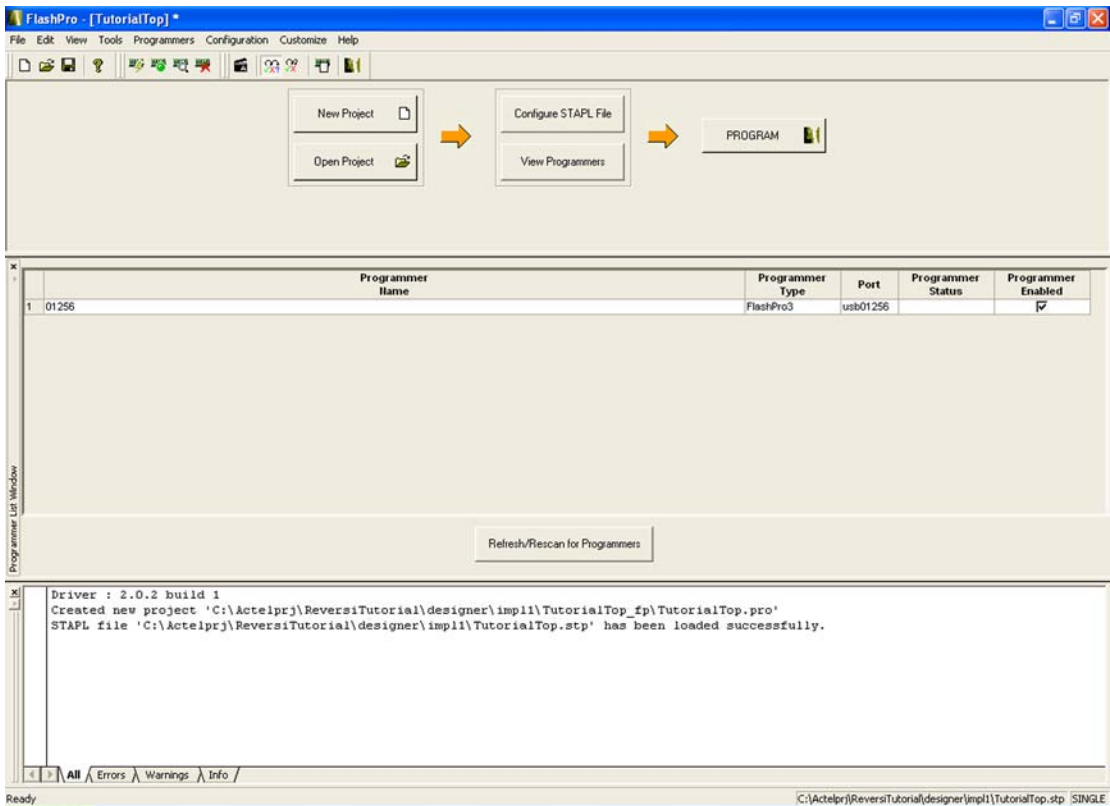 FlashPro - [TutorialTop] *
File Edit View Tools Programmers Configuration Customize Help
New Project
Open Project
Configure STAPL File
View Programmers
PROGRAM
Programmer Name
Programmer Type
Port
Programmer Status
Programmer Enabled
1 01256 FlashPro3 usb01256
Programmer List Window
Refresh/Rescan for Programmers
Driver : 2.0.2 build 1
Created new project 'C:\Actelprj\ReversiTutorial\designer\impl1\TutorialTop_fp\TutorialTop.pro'
STAPL file 'C:\Actelprj\ReversiTutorial\designer\impl1\TutorialTop.stp' has been loaded successfully.
All Errors Warnings Info
Ready
C:\Actelprj\ReversiTutorial\designer\impl1\TutorialTop.stp SINGLE